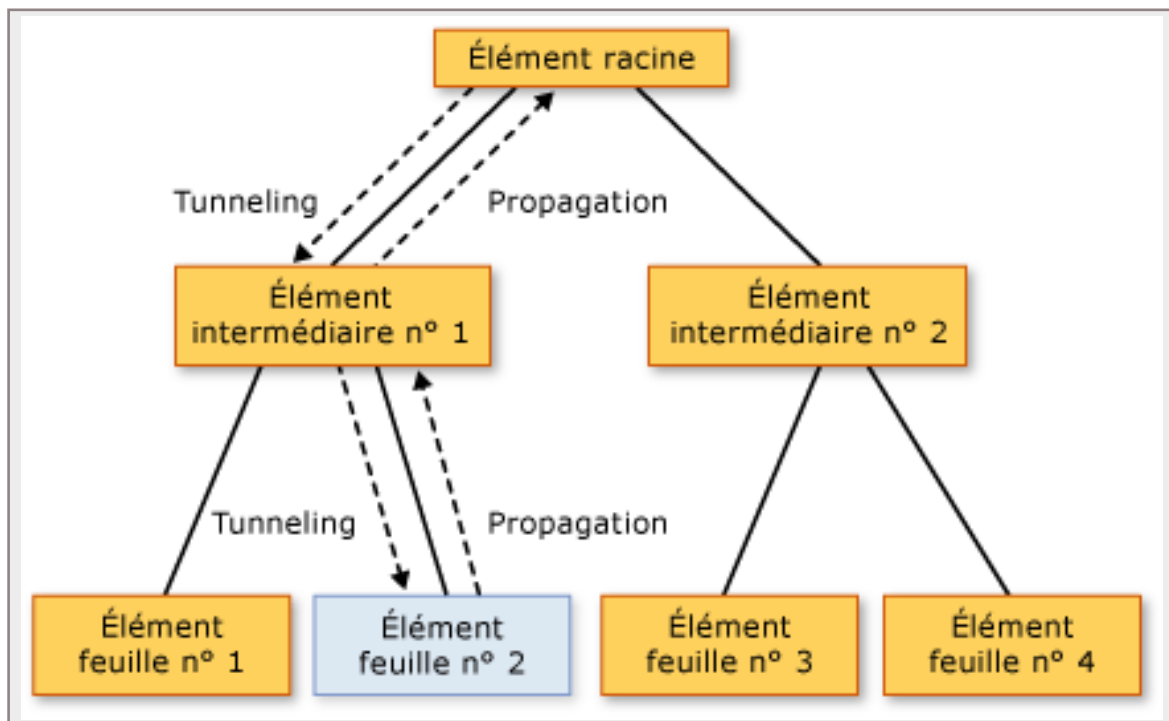 Élément racine
Tunneling
Propagation
Élément
intermédiaire n° 1
Élément
intermédiaire n° 2
Tunneling
Propagation
Élément
feuille n° 1
Élément
feuille n° 2
Élément
feuille n° 3
Élément
feuille n° 4